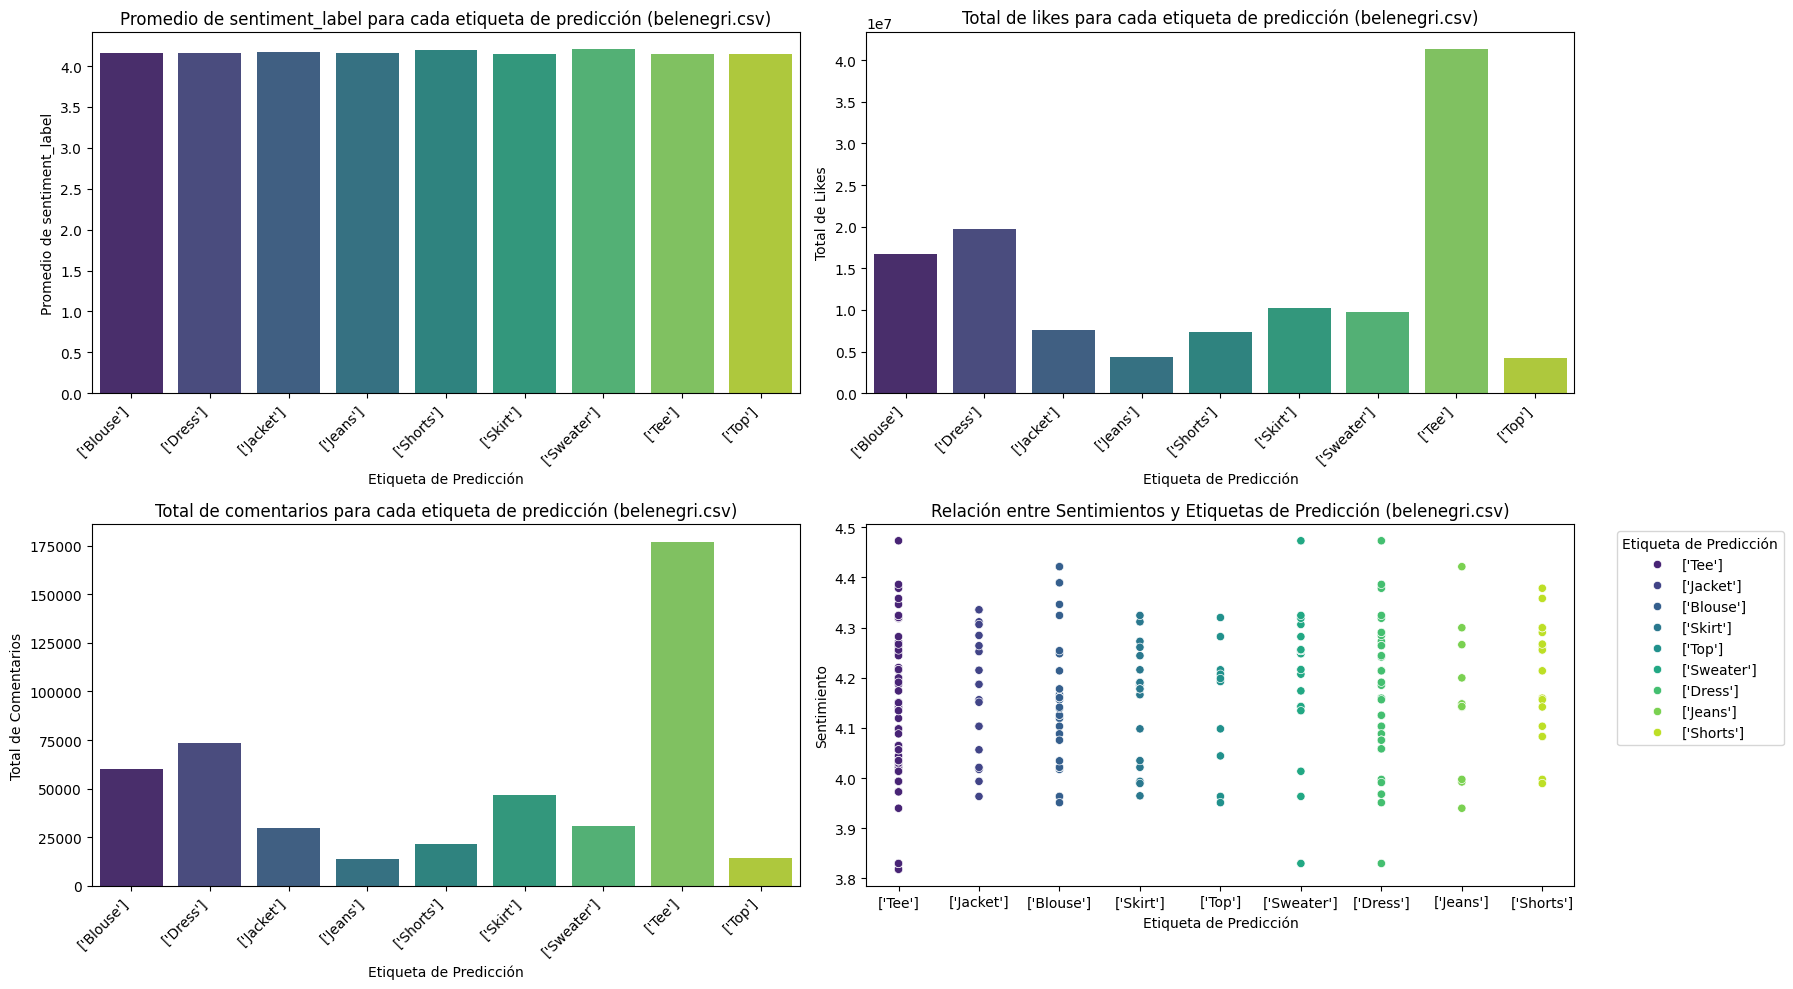 Promedio de sentiment_label para cada etiqueta de predicción (belenegri.csv)
Promedio de sentiment_label
4.0
3.5
3.0
2.5
2.0
1.5
1.0
0.5
0.0
['Blouse']
['Dress']
['Jacket']
['Jeans']
['Shorts']
['Skirt']
['Sweater']
['Tee']
['Top']
Etiqueta de Predicción
Total de likes para cada etiqueta de predicción (belenegri.csv)
1e7
Total de Likes
4.0
3.5
3.0
2.5
2.0
1.5
1.0
0.5
0.0
['Blouse']
['Dress']
['Jacket']
['Jeans']
['Shorts']
['Skirt']
['Sweater']
['Tee']
['Top']
Etiqueta de Predicción
Total de comentarios para cada etiqueta de predicción (belenegri.csv)
Total de Comentarios
175000
150000
125000
100000
75000
50000
25000
0
['Blouse']
['Dress']
['Jacket']
['Jeans']
['Shorts']
['Skirt']
['Sweater']
['Tee']
['Top']
Etiqueta de Predicción
Relación entre Sentimientos y Etiquetas de Predicción (belenegri.csv)
Sentimiento
4.5
4.4
4.3
4.2
4.1
4.0
3.9
3.8
['Tee']
['Jacket']
['Blouse']
['Skirt']
['Top']
['Sweater']
['Dress']
['Jeans']
['Shorts']
Etiqueta de Predicción
Etiqueta de Predicción
['Tee']
['Jacket']
['Blouse']
['Skirt']
['Top']
['Sweater']
['Dress']
['Jeans']
['Shorts']